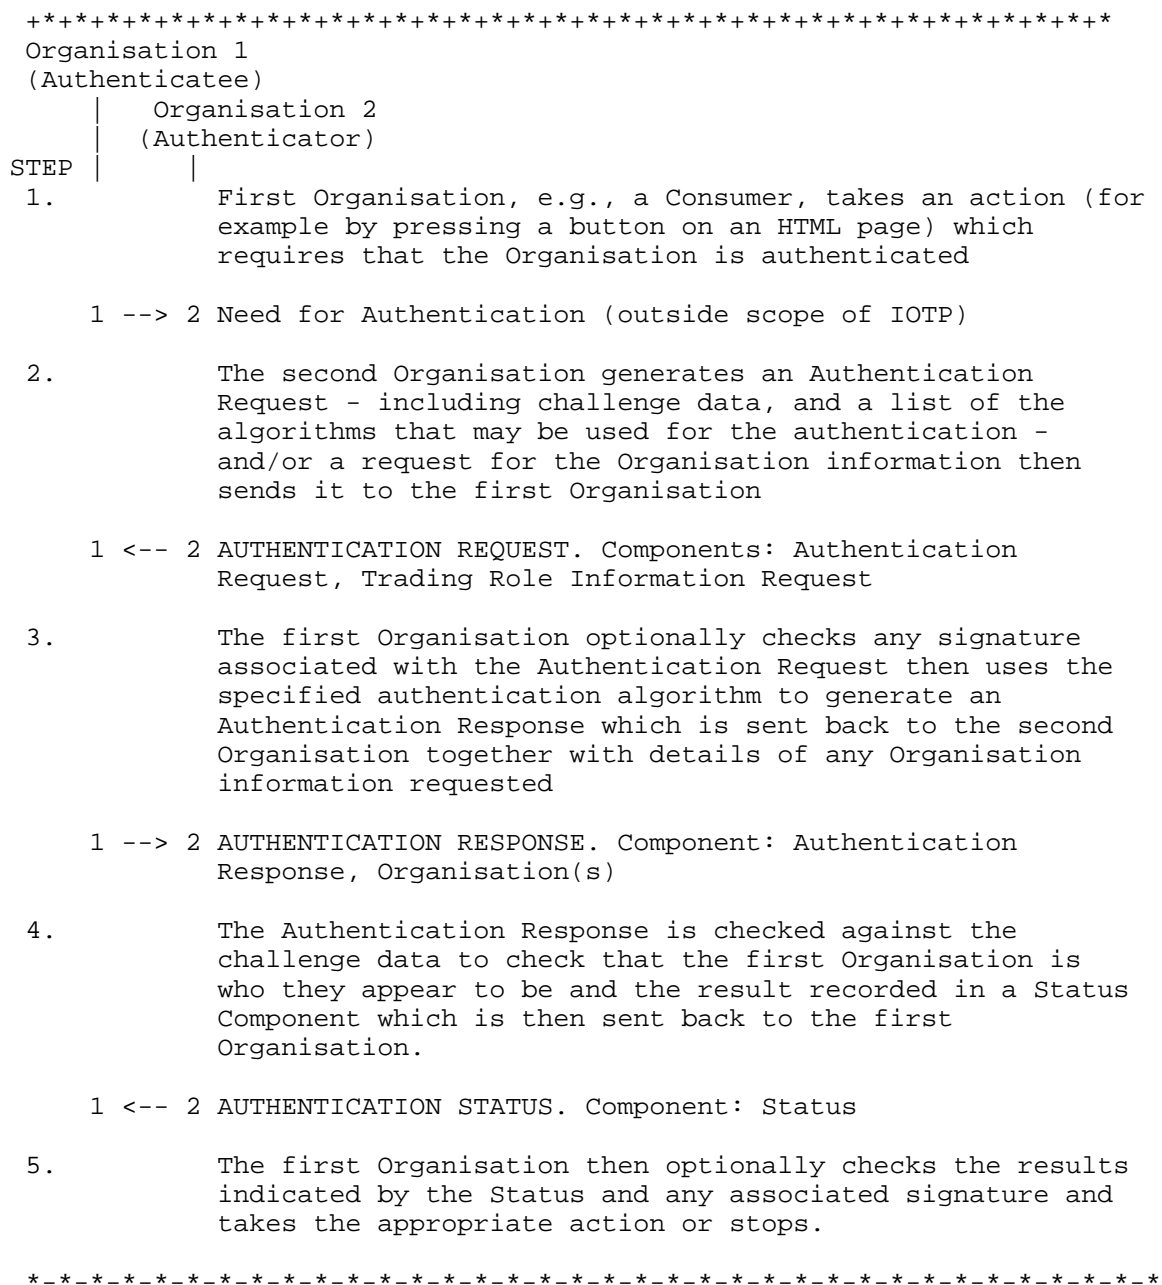 +*+*+*+*+*+*+*+*+*+*+*+*+*+*+*+*+*+*+*+*+*+*+*+*+*+*+*+*+*+*+*+*+*+*
Organisation 1
(Authenticatee)
| Organisation 2
| (Authenticator)
STEP | |
1. First Organisation, e.g., a Consumer, takes an action (for
example by pressing a button on an HTML page) which
requires that the Organisation is authenticated
1 --> 2 Need for Authentication (outside scope of IOTP)
2. The second Organisation generates an Authentication
Request - including challenge data, and a list of the
algorithms that may be used for the authentication -
and/or a request for the Organisation information then
sends it to the first Organisation
1 <-- 2 AUTHENTICATION REQUEST. Components: Authentication
Request, Trading Role Information Request
3. The first Organisation optionally checks any signature
associated with the Authentication Request then uses the
specified authentication algorithm to generate an
Authentication Response which is sent back to the second
Organisation together with details of any Organisation
information requested
1 --> 2 AUTHENTICATION RESPONSE. Component: Authentication
Response, Organisation(s)
4. The Authentication Response is checked against the
challenge data to check that the first Organisation is
who they appear to be and the result recorded in a Status
Component which is then sent back to the first
Organisation.
1 <-- 2 AUTHENTICATION STATUS. Component: Status
5. The first Organisation then optionally checks the results
indicated by the Status and any associated signature and
takes the appropriate action or stops.
*-*-*-*-*-*-*-*-*-*-*-*-*-*-*-*-*-*-*-*-*-*-*-*-*-*-*-*-*-*-*-*-*-*-*-*